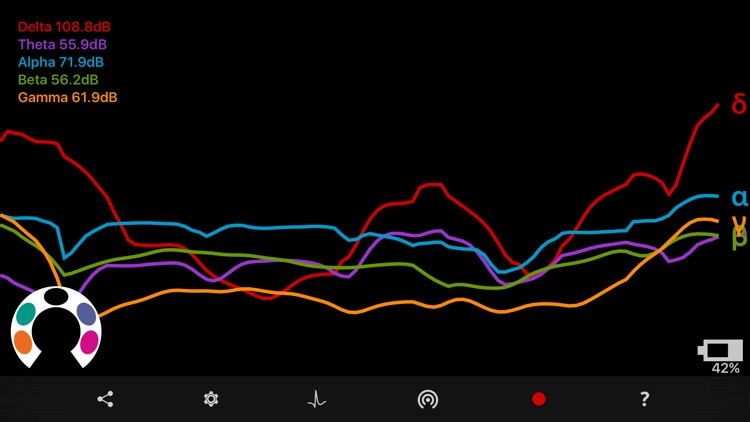 Delta 108.8dB
Theta 55.9dB
Alpha 71.9dB
Beta 56.2dB
Gamma 61.9dB
δ
α
γ
β
42%
?